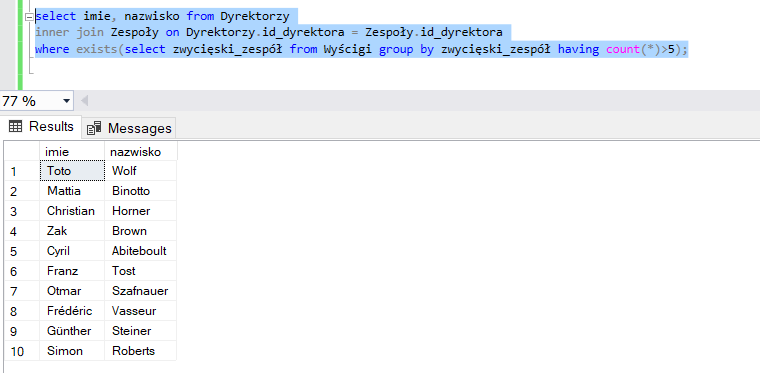 select imie, nazwisko from Dyrektorzy
inner join Zespoły on Dyrektorzy.id_dyrektora = Zespoły.id_dyrektora
where exists(select zwycięski_zespół from Wyścigi group by zwycięski_zespół having count(*)>5);
77 %
Results Messages
imie nazwisko
1 Toto Wolf
2 Mattia Binotto
3 Christian Horner
4 Zak Brown
5 Cyril Abiteboult
6 Franz Tost
7 Otmar Szafnauer
8 Frédéric Vasseur
9 Günther Steiner
10 Simon Roberts